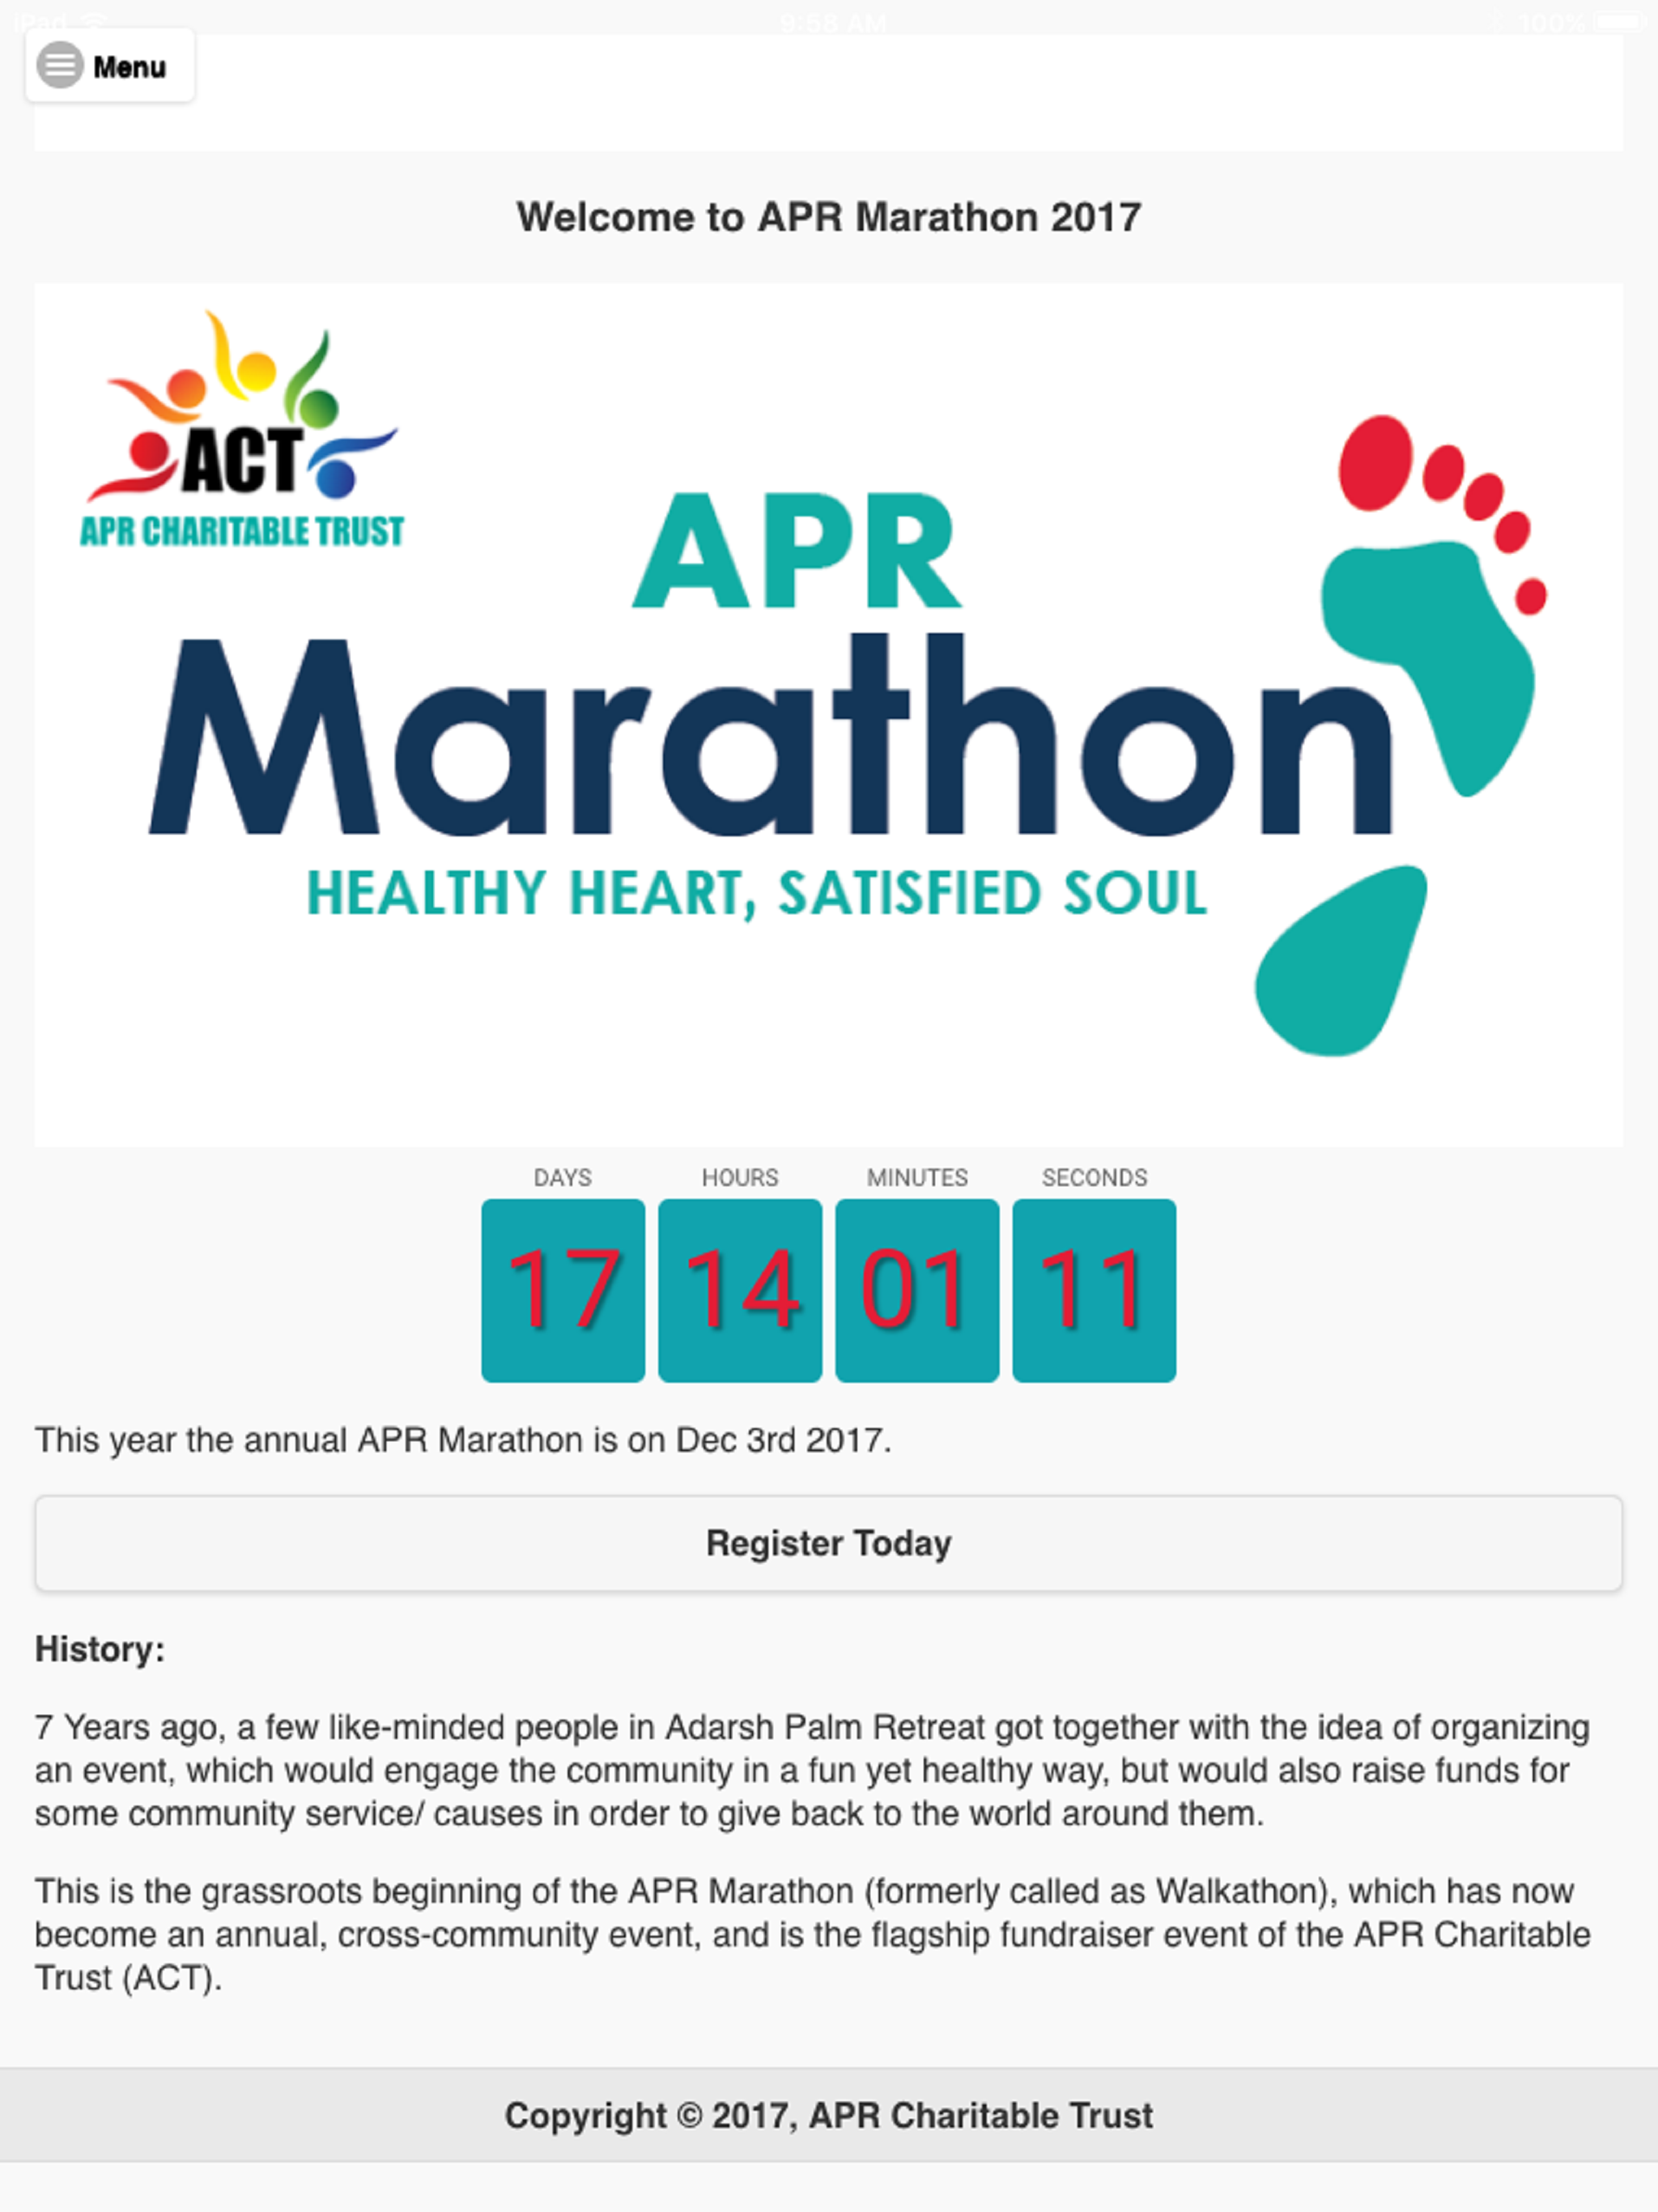 iPad 9:58 AM 100%
Menu
Welcome to APR Marathon 2017
ACT
APR CHARITABLE TRUST
APR
Marathon
HEALTHY HEART, SATISFIED SOUL
DAYS HOURS MINUTES SECONDS
17 14 01 11
This year the annual APR Marathon is on Dec 3rd 2017.
Register Today
History:
7 Years ago, a few like-minded people in Adarsh Palm Retreat got together with the idea of organizing
an event, which would engage the community in a fun yet healthy way, but would also raise funds for
some community service/ causes in order to give back to the world around them.
This is the grassroots beginning of the APR Marathon (formerly called as Walkathon), which has now
become an annual, cross-community event, and is the flagship fundraiser event of the APR Charitable
Trust (ACT).
Copyright © 2017, APR Charitable Trust